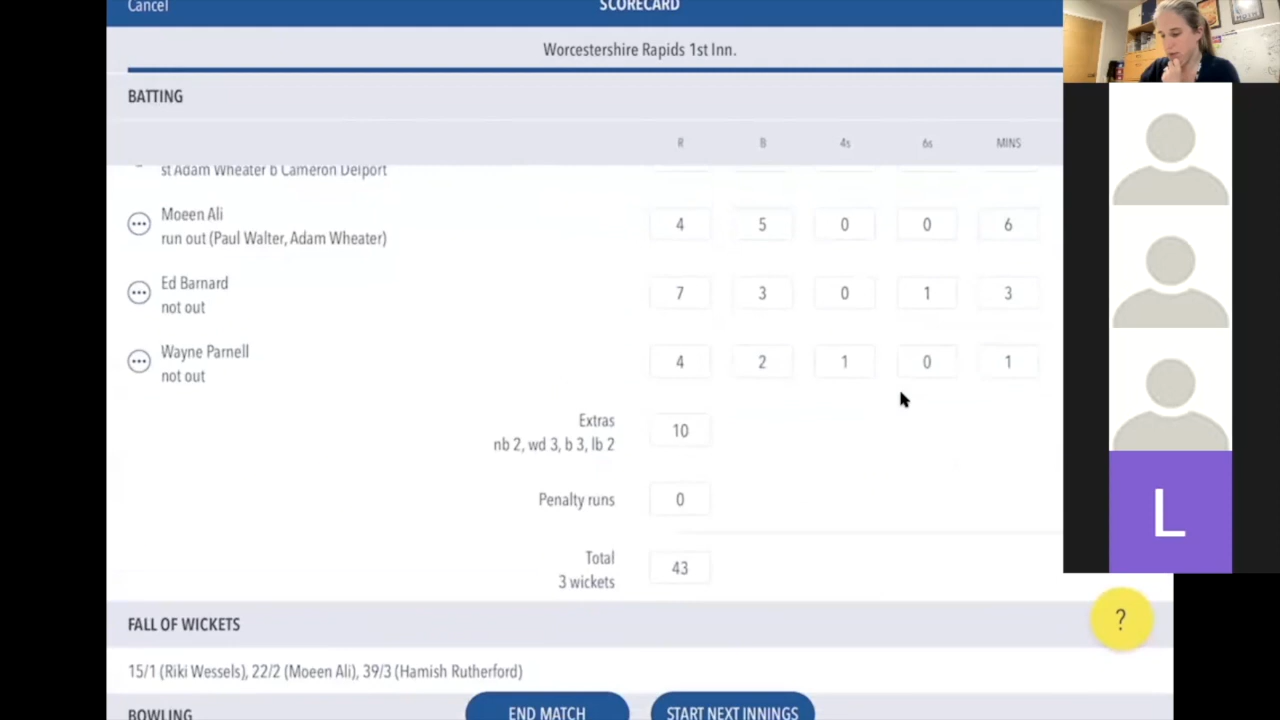 Cancel
SCORECARD
Worcestershire Rapids 1st Inn.
BATTING
R B 4s 6s MINS
st Adam Wheater b Cameron Delport
Moeen Ali
run out (Paul Walter, Adam Wheater)
4 5 0 0 6
Ed Barnard
not out
7 3 0 1 3
Wayne Parnell
not out
4 2 1 0 1
Extras
nb 2, wd 3, b 3, lb 2
10
Penalty runs
0
Total
3 wickets
43
FALL OF WICKETS
15/1 (Riki Wessels), 22/2 (Moeen Ali), 39/3 (Hamish Rutherford)
BOWLING
END MATCH
START NEXT INNINGS
?
L